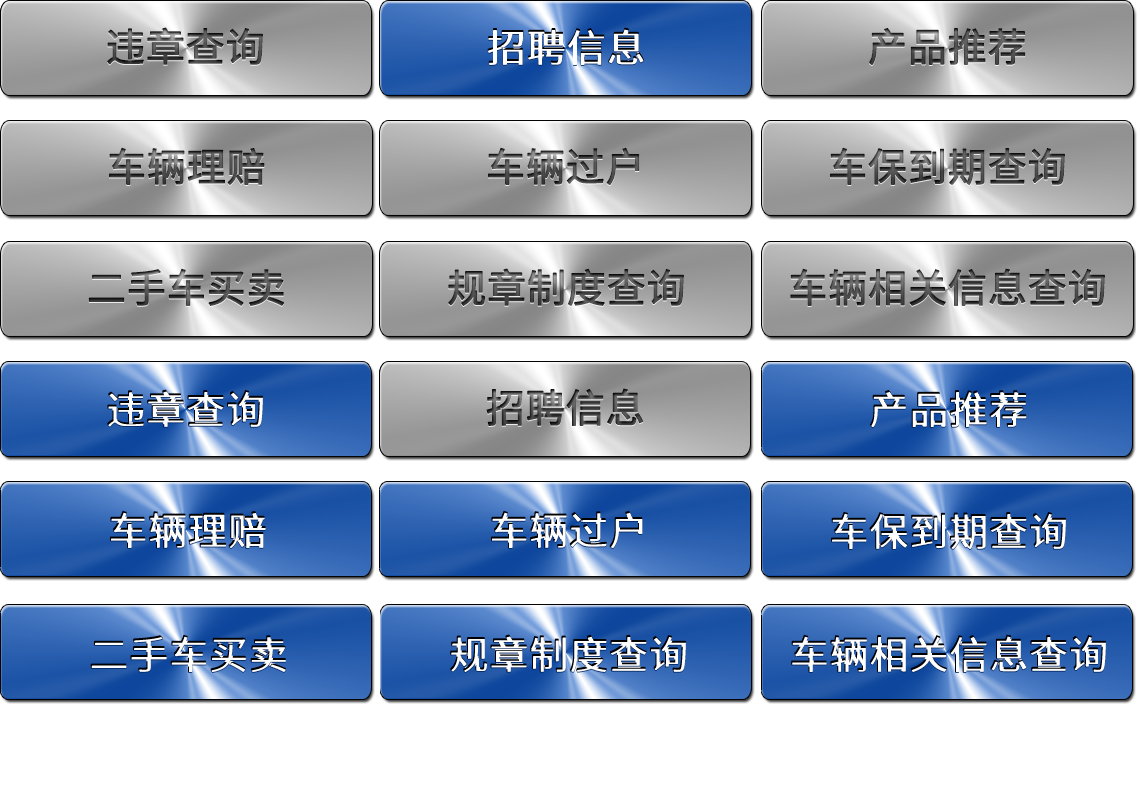 违章查询
招聘信息
产品推荐
车辆理赔
车辆过户
车保到期查询
二手车买卖
规章制度查询
车辆相关信息查询
违章查询
招聘信息
产品推荐
车辆理赔
车辆过户
车保到期查询
二手车买卖
规章制度查询
车辆相关信息查询